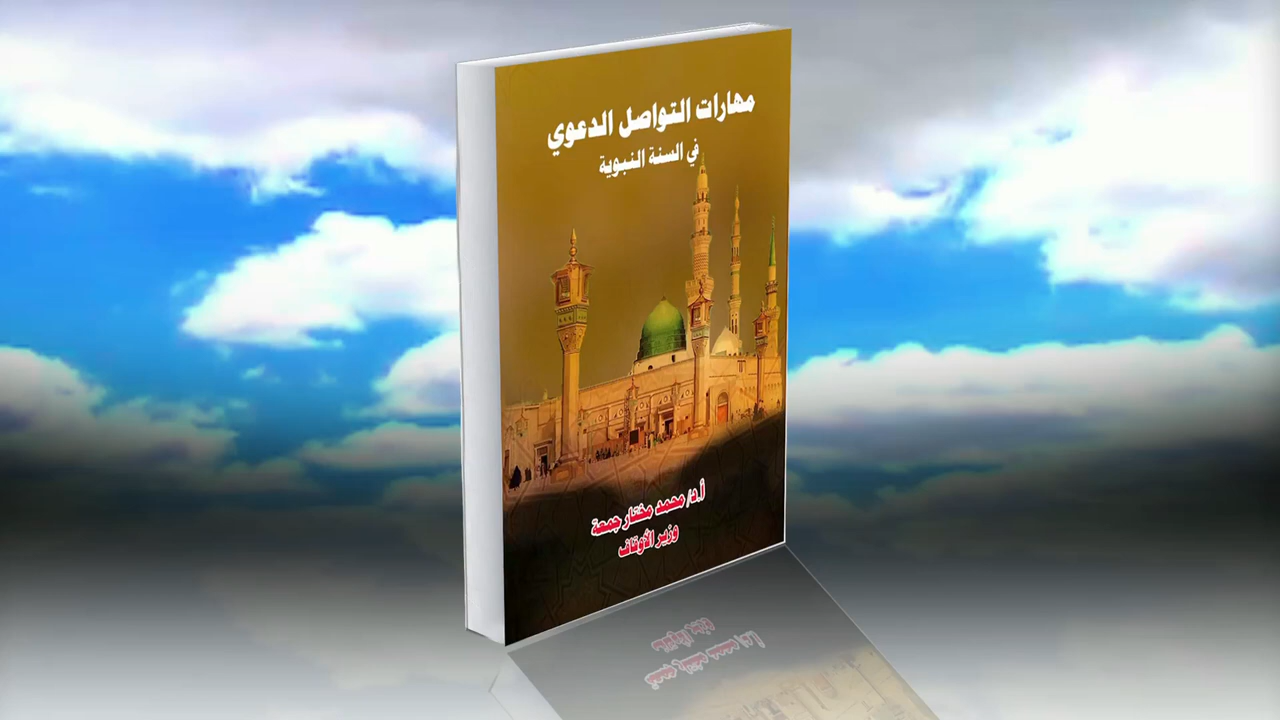 مهارات التواصل الدعوي
في السنة النبوية
أ.د/ محمد مختار جمعة
وزير الأوقاف